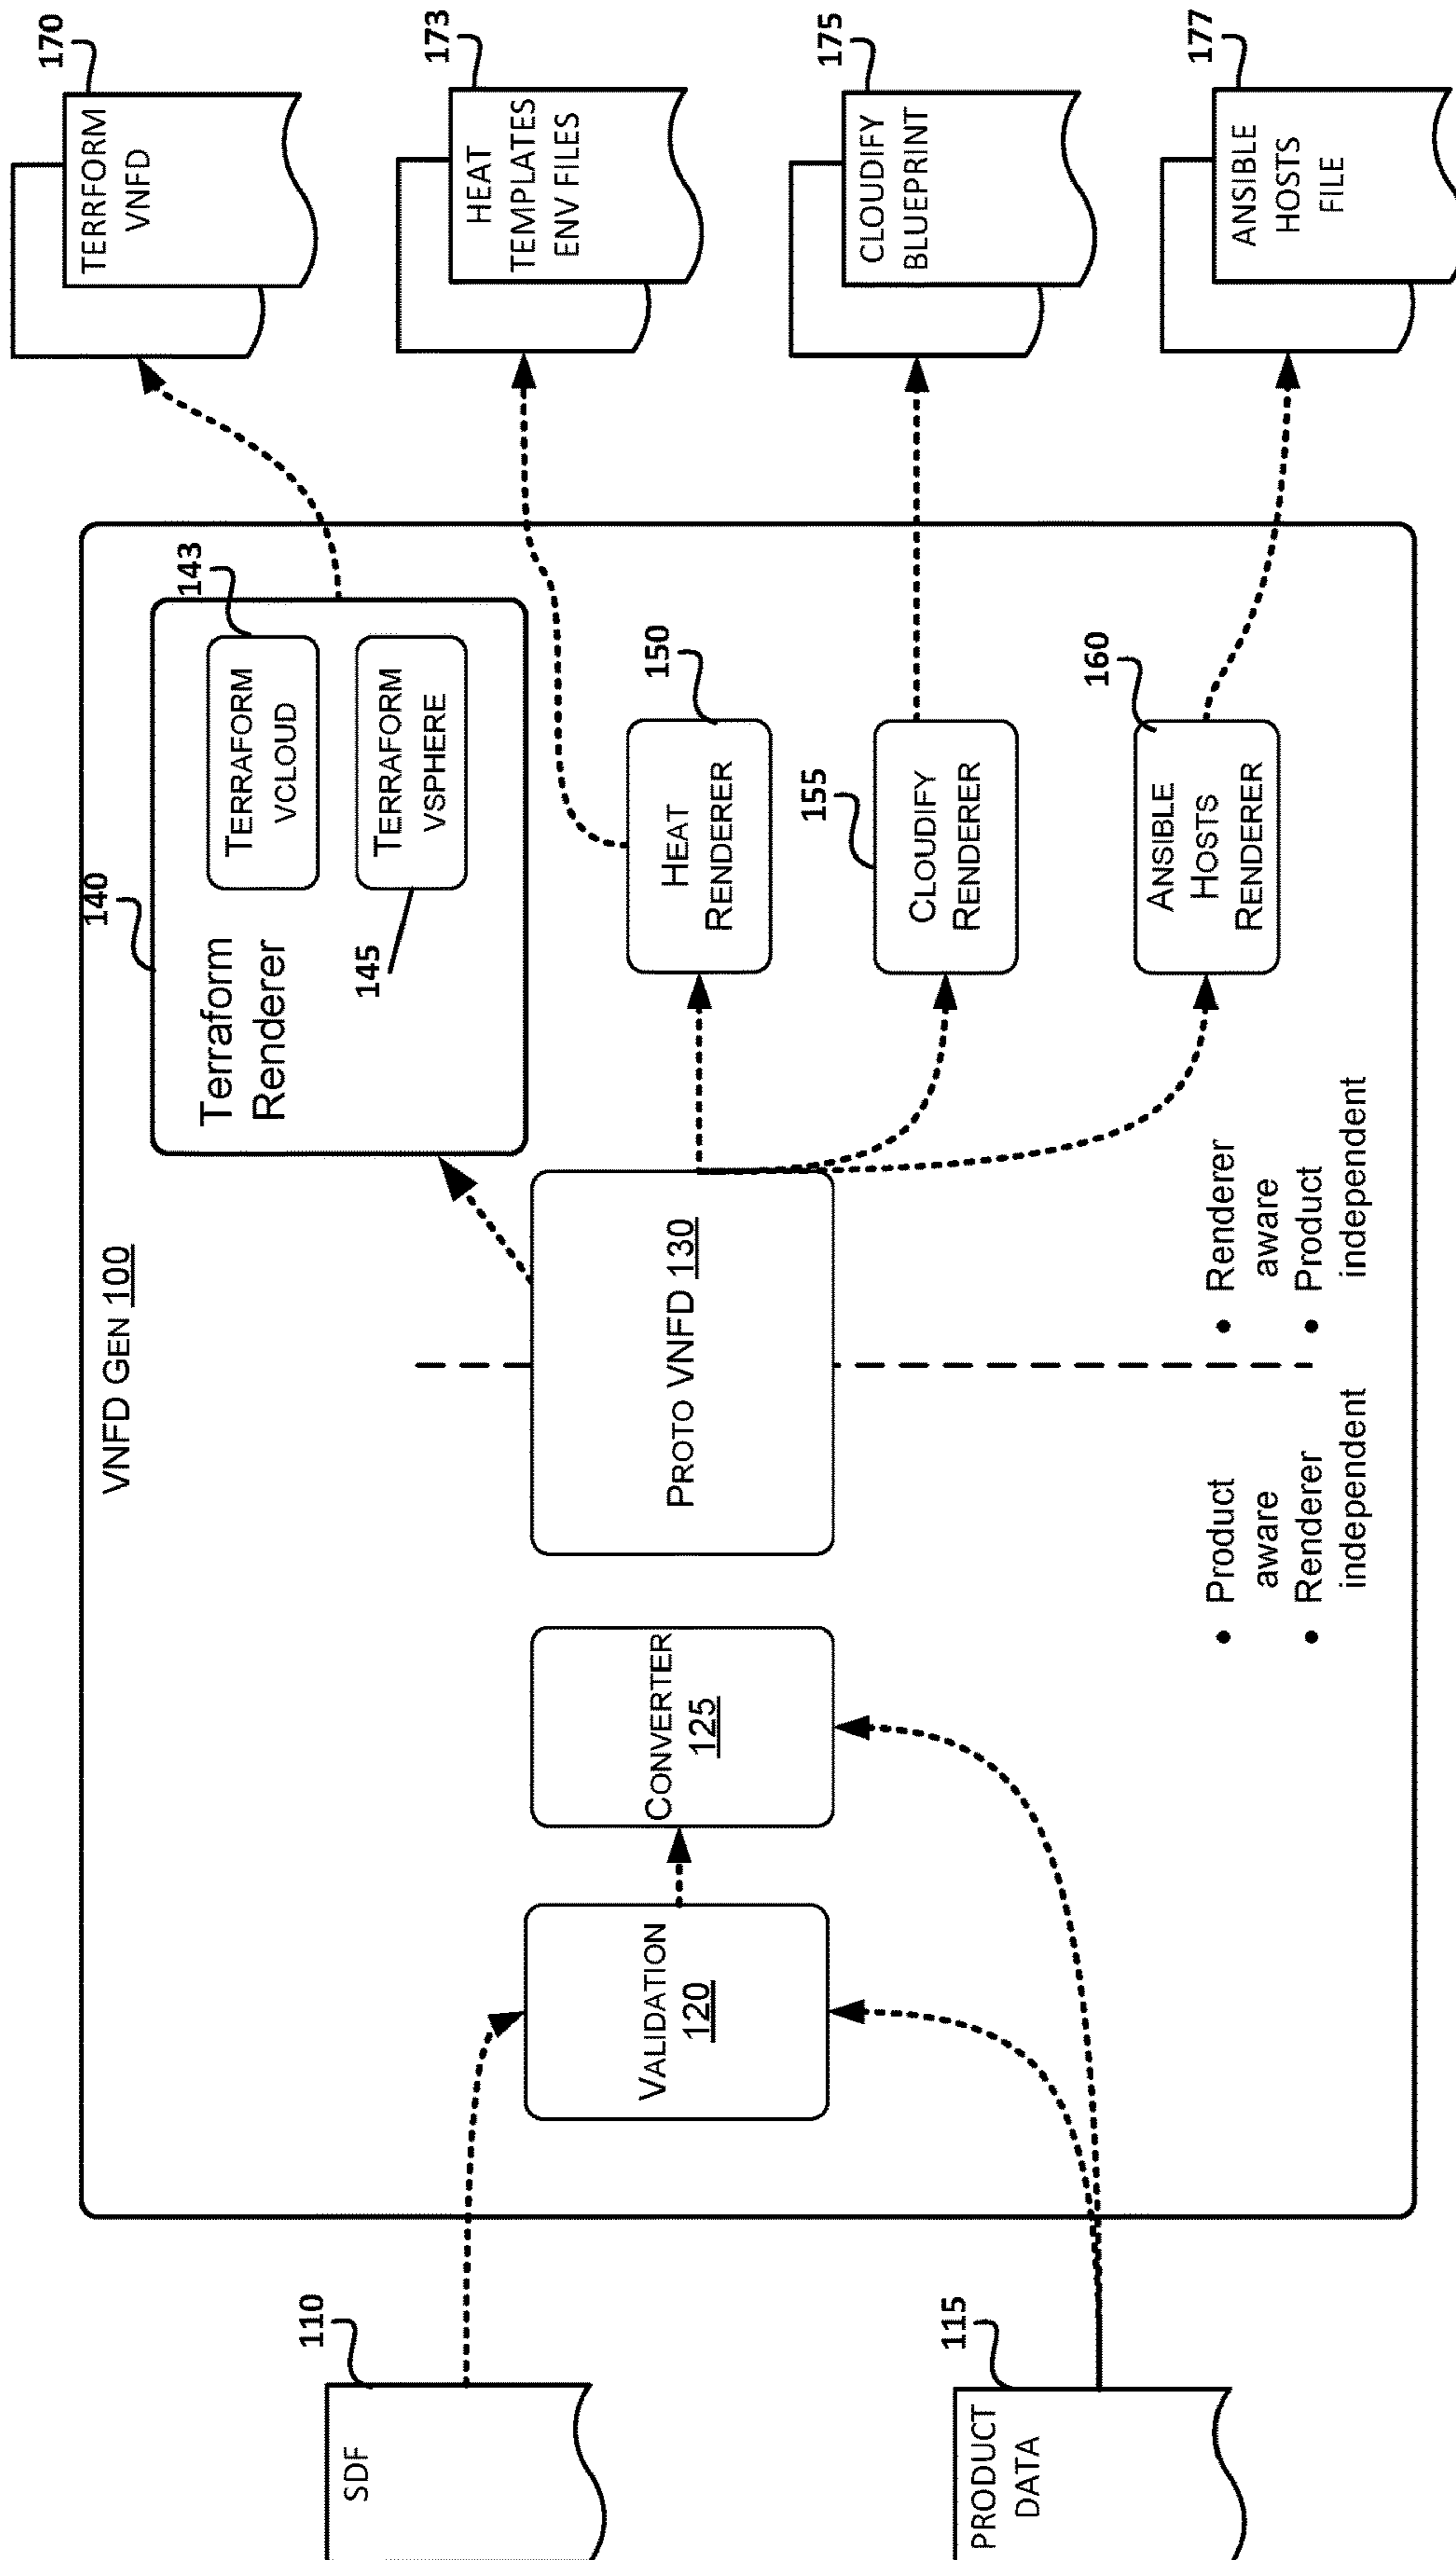 VNFD GEN 100
110
SDF
115
PRODUCT
DATA
VALIDATION
120
CONVERTER
125
PROTO VNFD 130
• Product
aware
• Renderer
independent
• Renderer
aware
• Product
independent
140
Terraform
Renderer
143
TERRAFORM
VCLOUD
145
TERRAFORM
VSPHERE
150
HEAT
RENDERER
155
CLOUDIFY
RENDERER
160
ANSIBLE
HOSTS
RENDERER
170
TERRFORM
VNFD
173
HEAT
TEMPLATES
ENV FILES
175
CLOUDIFY
BLUEPRINT
177
ANSIBLE
HOSTS
FILE